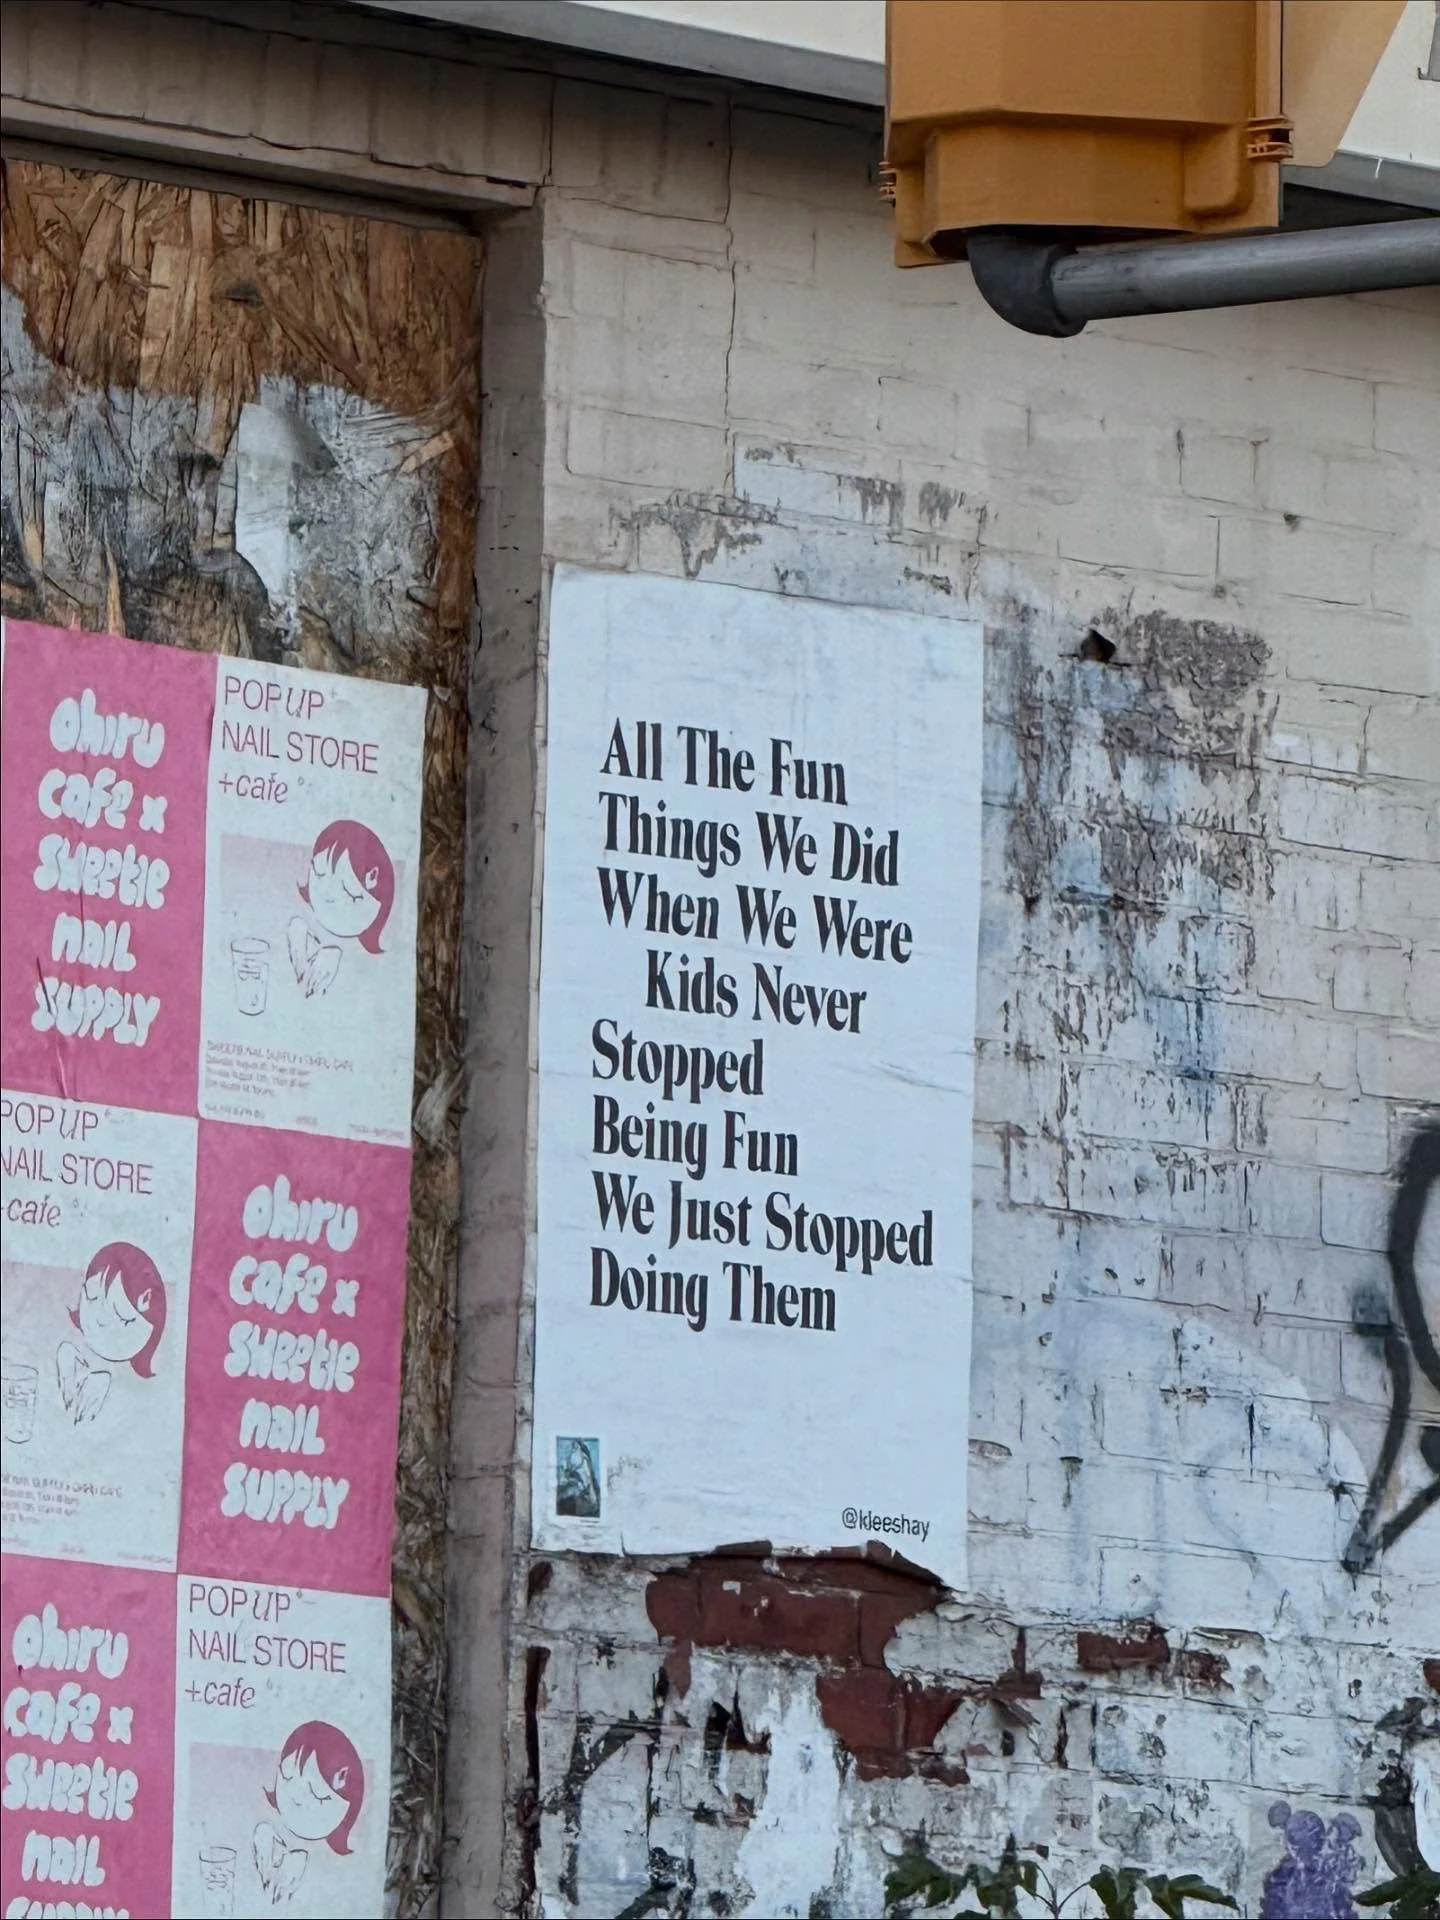 ohiru
cafe x
sweetie
nail
supply
POPUP
NAIL STORE
+cafe
POPUP
NAIL STORE
+cafe
ohiru
cafe x
sweetie
nail
supply
ohiru
cafe x
sweetie
nail
supply
POPUP
NAIL STORE
+cafe
All The Fun
Things We Did
When We Were
Kids Never
Stopped
Being Fun
We Just Stopped
Doing Them
@kleeshay